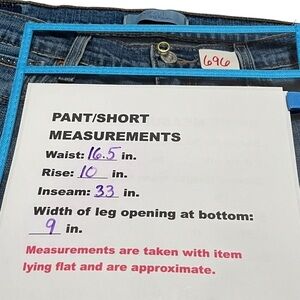 696
PANT/SHORT
MEASUREMENTS
Waist: 16.5 in.
Rise: 10 in.
Inseam: 33 in.
Width of leg opening at bottom:
9 in.
Measurements are taken with item
lying flat and are approximate.